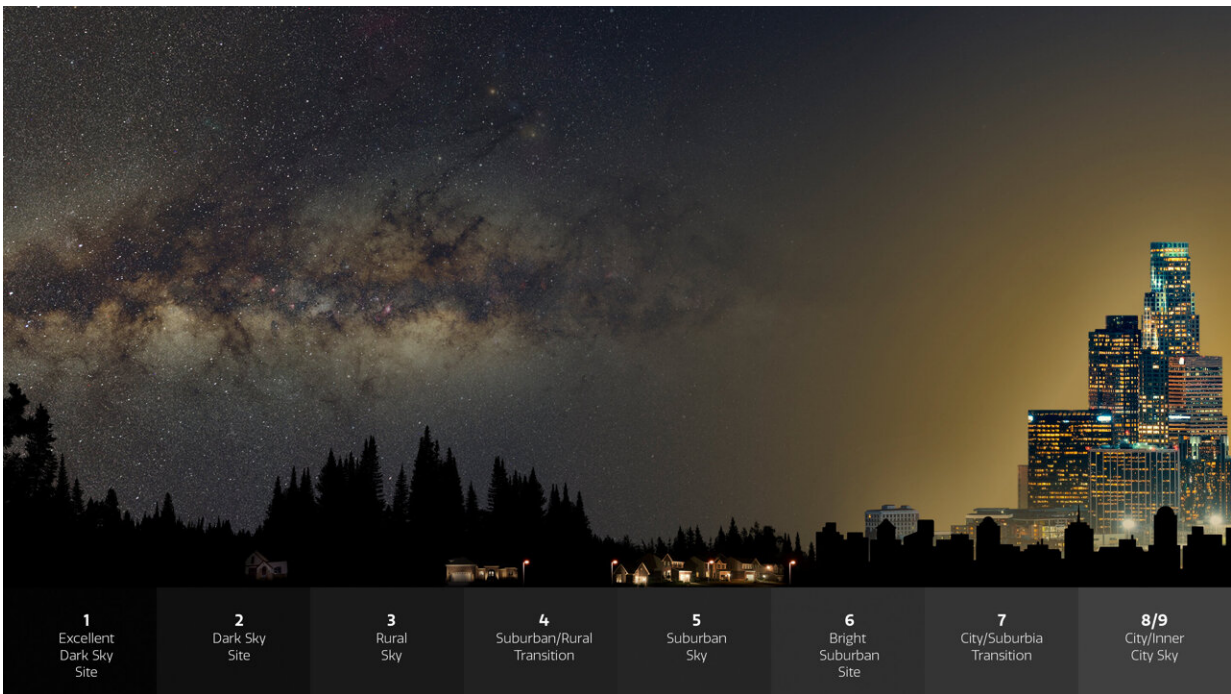 1
Excellent
Dark Sky
Site
2
Dark Sky
Site
3
Rural
Sky
4
Suburban/Rural
Transition
5
Suburban
Sky
6
Bright
Suburban
Site
7
City/Suburbia
Transition
8/9
City/Inner
City Sky